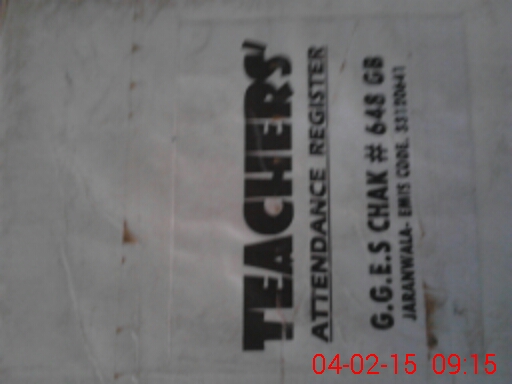 TEACHERS'
ATTENDANCE REGISTER
G.G.E.S CHAK # 648 GB
JARANWALA- EMIS CODE. 33120641
04-02-15 09:15